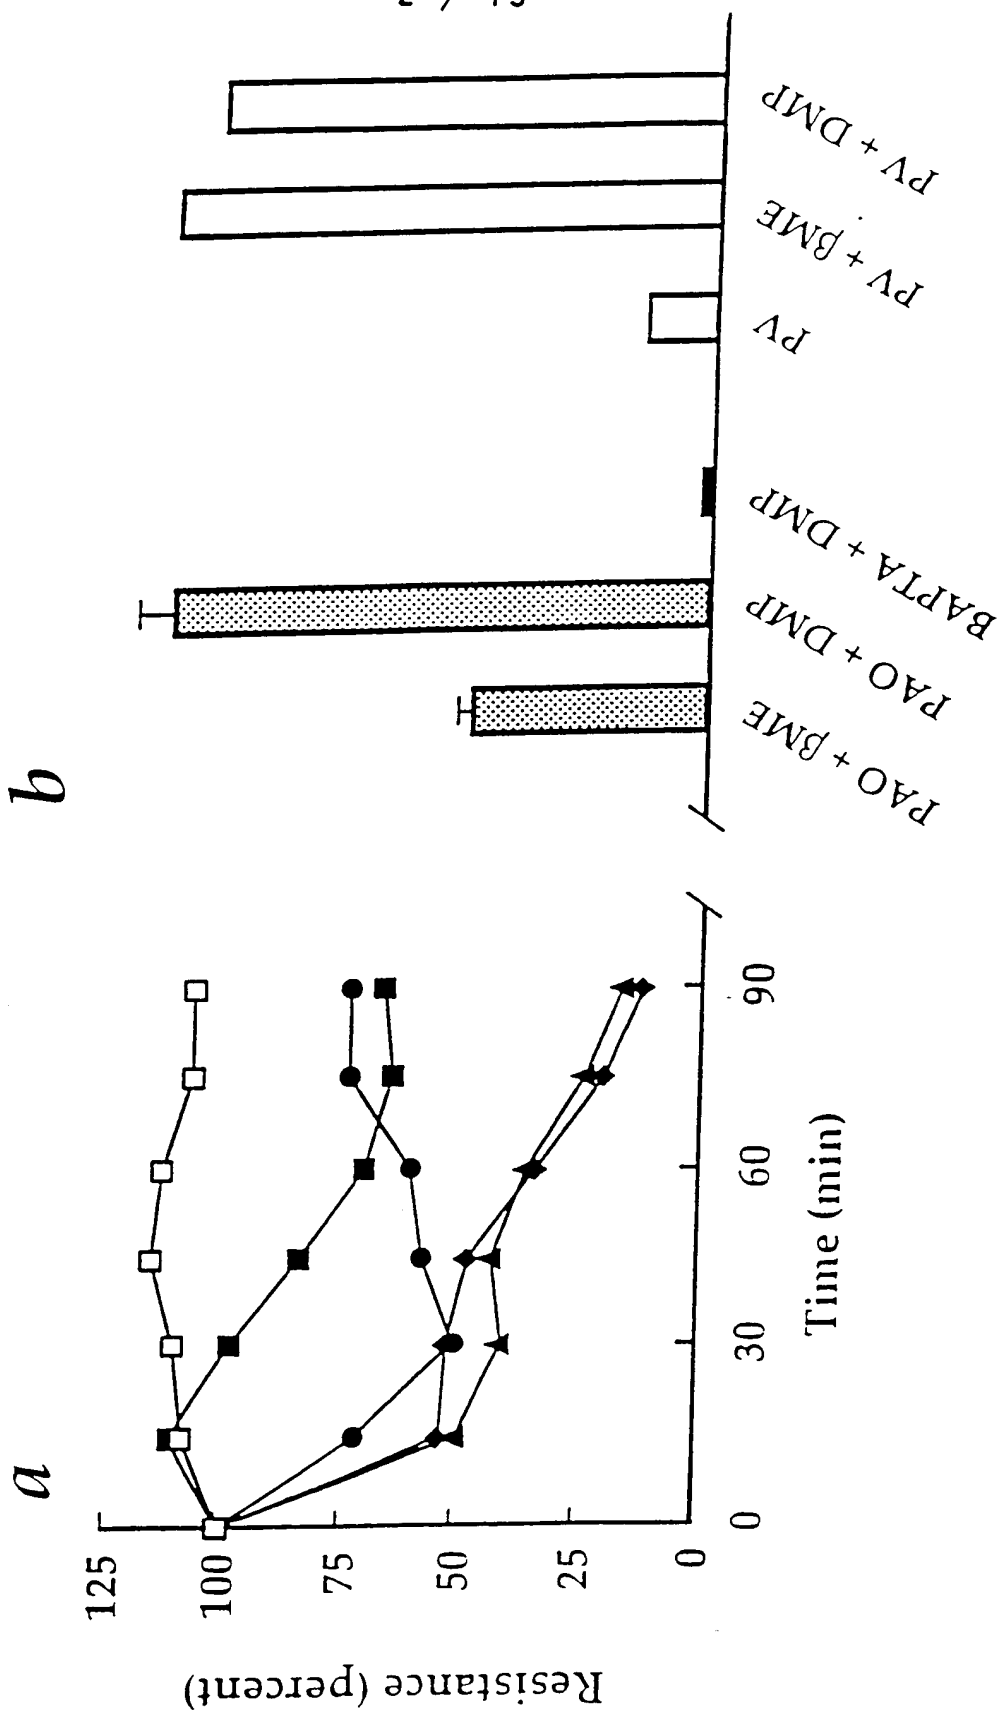 a
b
125
100
75
50
25
0
Resistance (percent)
0
30
60
90
Time (min)
PAO + βME
PAO + DMP
BAPTA + DMP
PV
PV + βME
PV + DMP